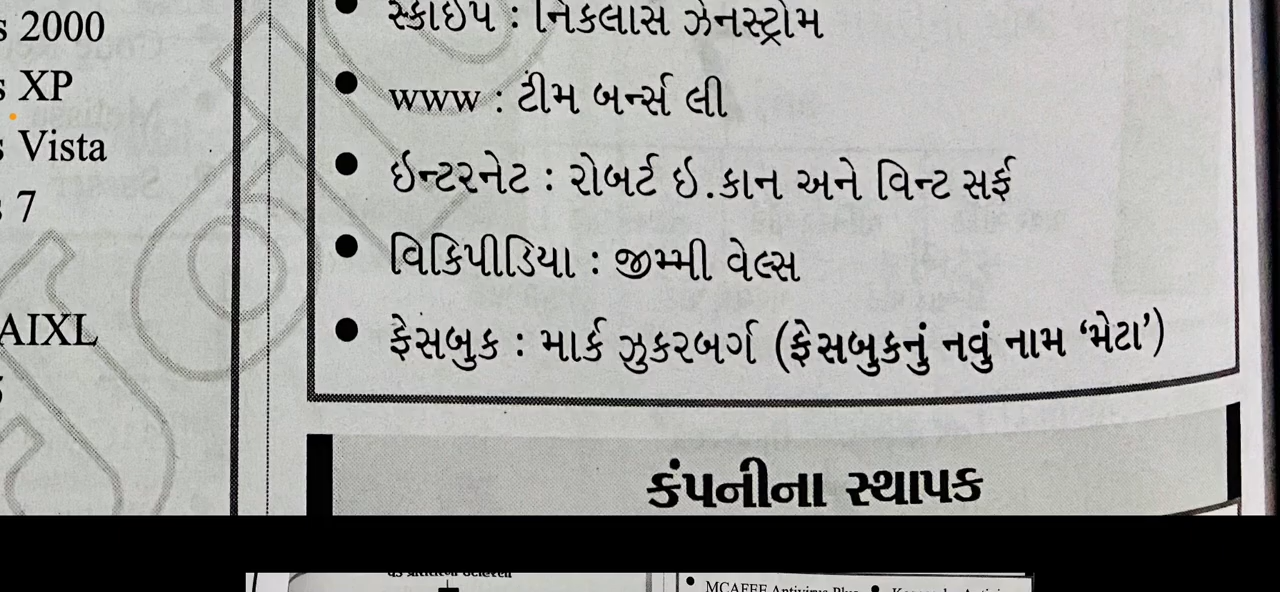 2000
XP
Vista
7
AIXL
સ્કાઇપ : નિકલાસ ઝેનસ્ટ્રોમ
● www : ટીમ બર્ન્સ લી
● ઇન્ટરનેટ : રોબર્ટ ઇ.કાન અને વિન્ટ સર્ફ
● વિકિપીડિયા : જીમ્મી વેલ્સ
● ફેસબુક : માર્ક ઝુકરબર્ગ (ફેસબુકનું નવું નામ ‘મેટા’)
કંપનીના સ્થાપક
● MCAFEE Antivirus Plus ●